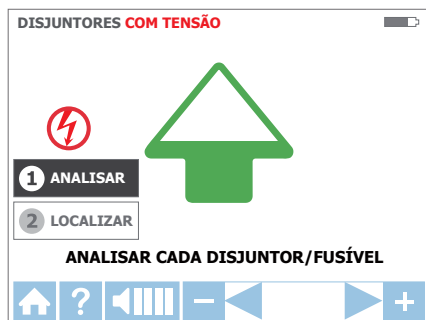 DISJUNTORES COM TENSÃO
1 ANALISAR
2 LOCALIZAR
ANALISAR CADA DISJUNTOR/FUSÍVEL
? − +